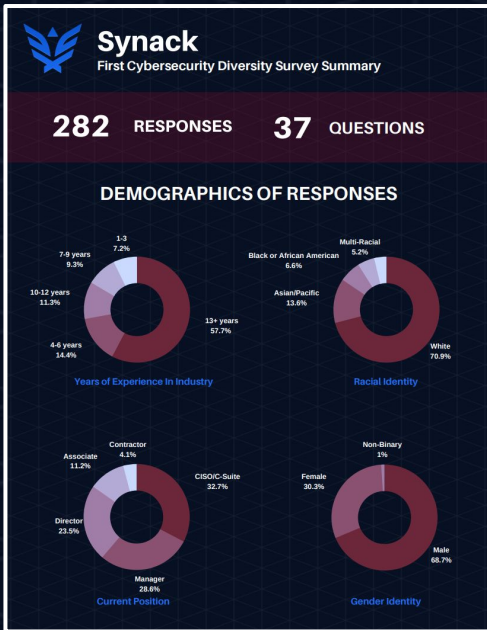 Synack
First Cybersecurity Diversity Survey Summary
282 RESPONSES 37 QUESTIONS
DEMOGRAPHICS OF RESPONSES
1-3
7.2%
7-9 years
9.3%
10-12 years
11.3%
4-6 years
14.4%
13+ years
57.7%
Years of Experience In Industry
Multi-Racial
5.2%
Black or African American
6.6%
Asian/Pacific
13.6%
White
70.9%
Racial Identity
Contractor
4.1%
Associate
11.2%
CISO/C-Suite
32.7%
Director
23.5%
Manager
28.6%
Current Position
Non-Binary
1%
Female
30.3%
Male
68.7%
Gender Identity